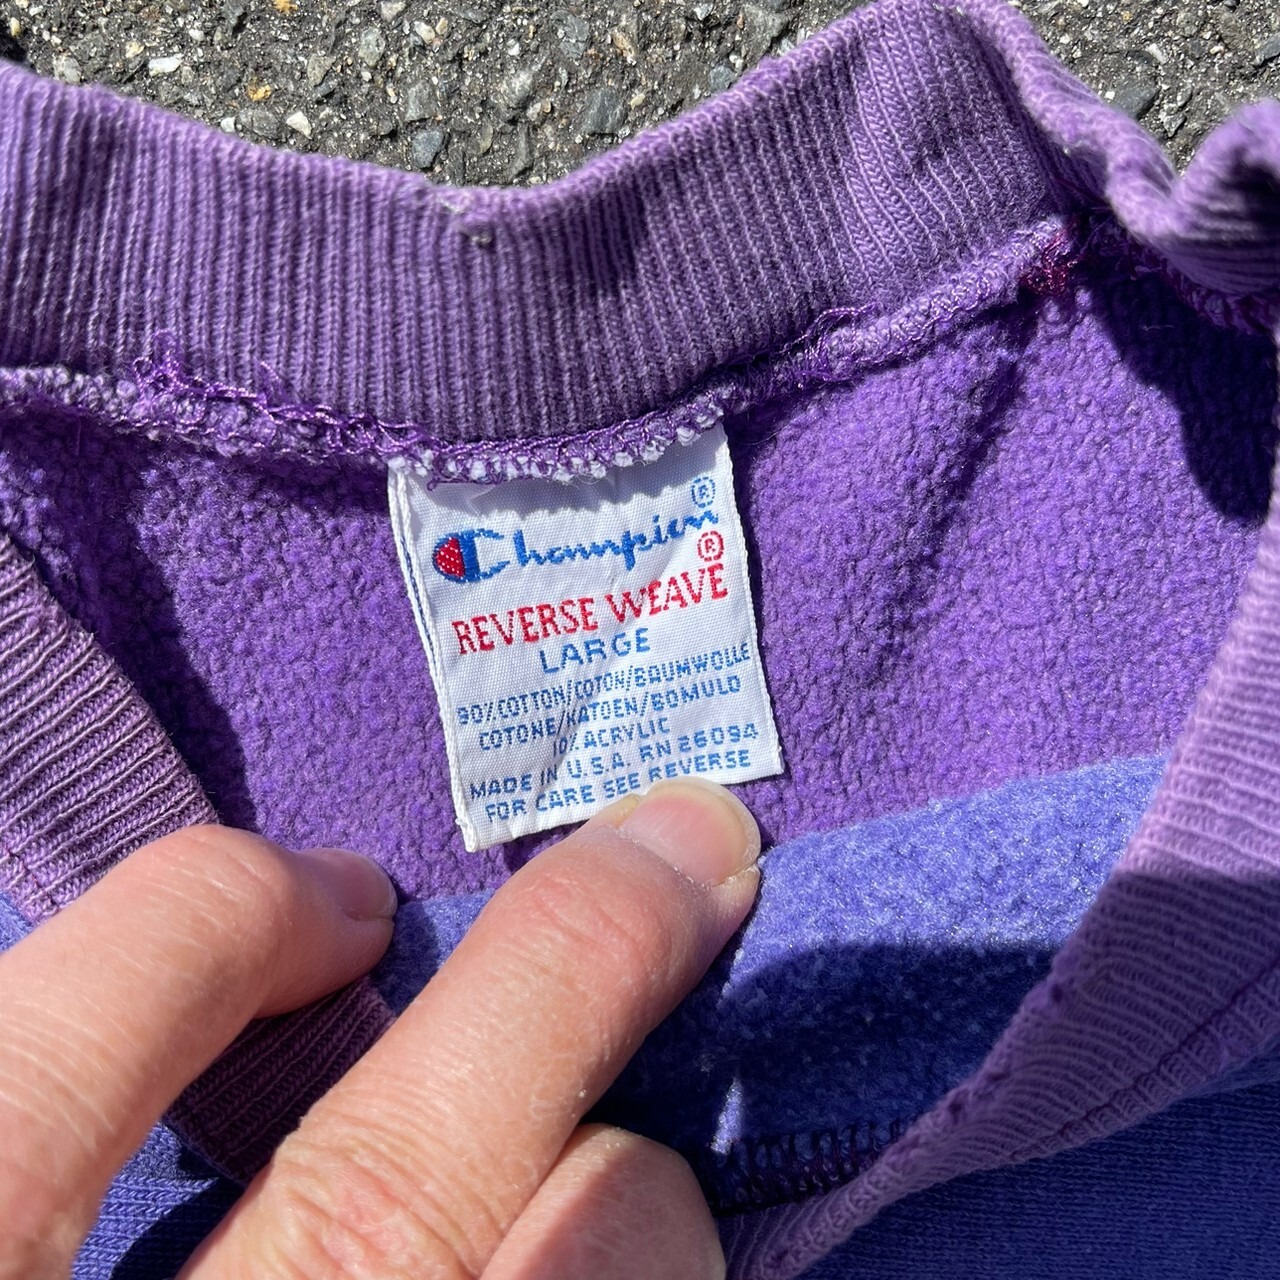 Champion®
REVERSE WEAVE®
LARGE
90% COTTON/COTON/BAUMWOLLE
COTONE/KATOEN/BOMULD
10% ACRYLIC
MADE IN U.S.A. RN 26094
FOR CARE SEE REVERSE